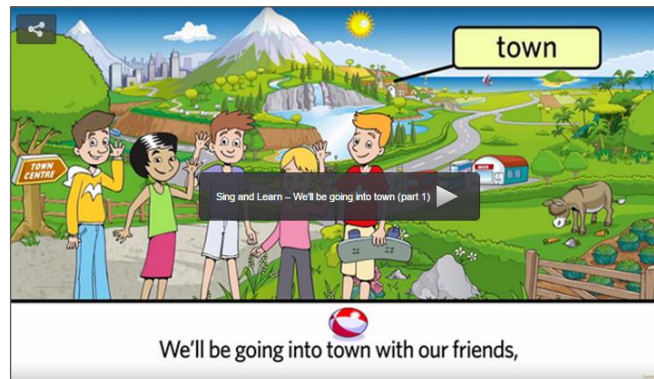 town
TOWN
CENTRE
BUS
Sing and Learn – We'll be going into town (part 1)
We'll be going into town with our friends,